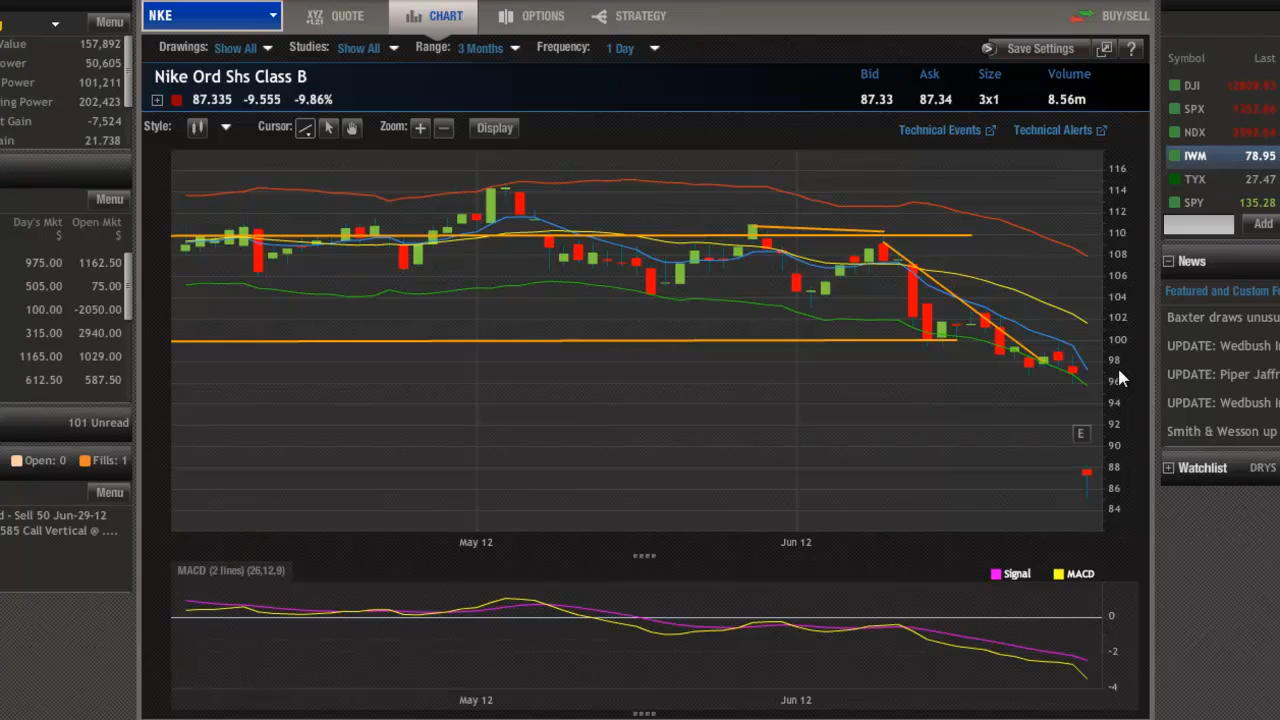 Menu
Value 157,892
ower 50,605
Power 101,211
ing Power 202,423
t Gain -7,524
ain 21.738
Menu
Day's Mkt Open Mkt
$ $
975.00 1162.50
505.00 75.00
100.00 -2050.00
315.00 2940.00
1165.00 1029.00
612.50 587.50
101 Unread
Open: 0 Fills: 1
Menu
d - Sell 50 Jun-29-12
585 Call Vertical @ ....
NKE
XYZ +1.21 QUOTE CHART OPTIONS STRATEGY BUY/SELL
Drawings: Show All Studies: Show All Range: 3 Months Frequency: 1 Day Save Settings ?
Nike Ord Shs Class B Bid Ask Size Volume
87.335 -9.555 -9.86% 87.33 87.34 3x1 8.56m
Style: Cursor: Zoom: Display Technical Events Technical Alerts
116
114
112
110
108
106
104
102
100
98
96
94
92
E
90
88
86
84
May 12 Jun 12
MACD (2 lines) (26,12,9) Signal MACD
0
-2
-4
May 12 Jun 12
Symbol Last
DJI
SPX
NDX
IWM 78.95
TYX 27.47
SPY 135.28
Add
News
Featured and Custom F
Baxter draws unusu
UPDATE: Wedbush In
UPDATE: Piper Jaffr
UPDATE: Wedbush In
Smith & Wesson up
Watchlist DRYS